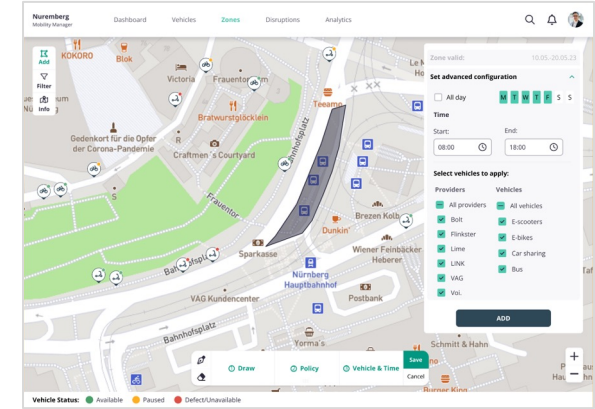 Nuremberg
Mobility Manager
Dashboard
Vehicles
Zones
Disruptions
Analytics
Add
Filter
Info
KOKORO
Blok
Victoria
Frauentor
Teeamo
Bratwurstglöcklein
Gedenkort für die Opfer
der Corona-Pandemie
R
Craftmen´s Courtyard
Bahnhofsplatz
S
Frauentor
Brezen Kolb
Dunkin'
Wiener Feinbäcker
Heberer
Sparkasse
Nürnberg
Hauptbahnhof
VAG Kundencenter
Postbank
Bahnhofsplatz
Yorma's
Schmitt & Hahn
Burger King
Zone valid:
10.05.-20.05.23
Set advanced configuration
All day
M T W T F S S
Time
Start:
End:
08:00
18:00
Select vehicles to apply:
Providers
Vehicles
All providers
All vehicles
Bolt
E-scooters
Flinkster
E-bikes
Lime
Car sharing
LINK
Bus
VAG
Voi.
ADD
Draw
Policy
Vehicle & Time
Save
Cancel
+
−
Vehicle Status:
Available
Paused
Defect/Unavailable